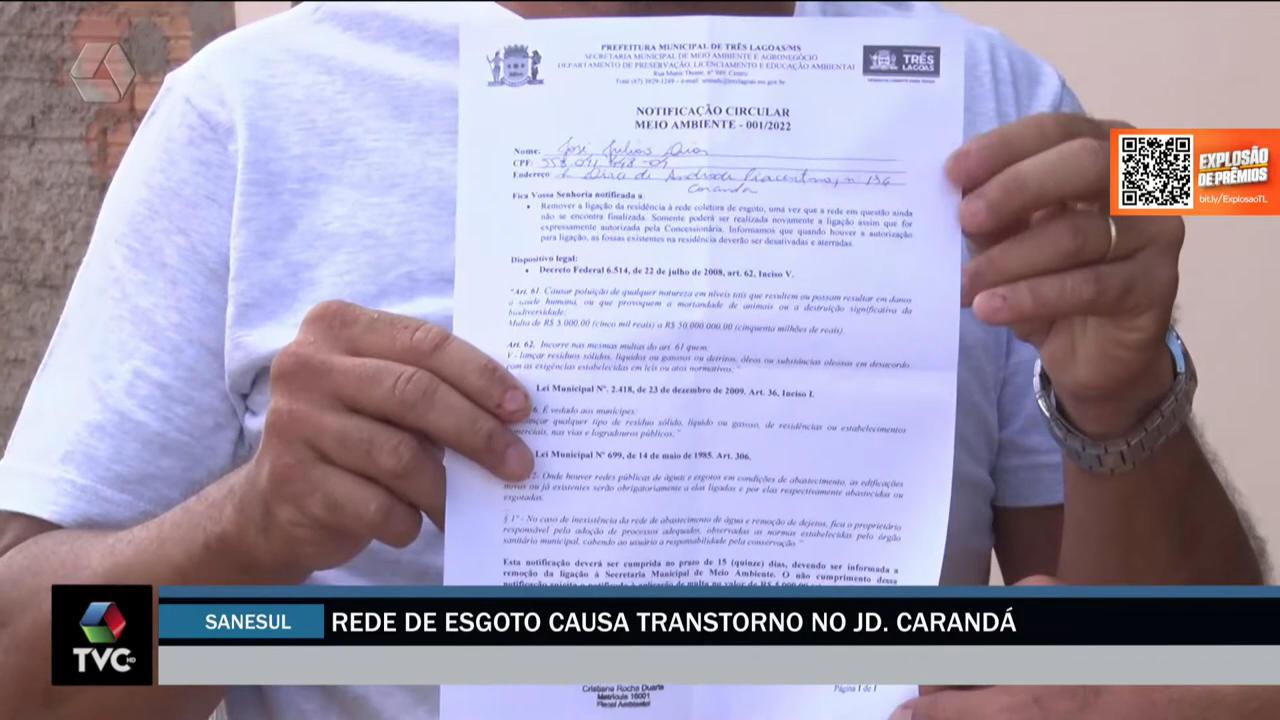 PREFEITURA MUNICIPAL DE TRÊS LAGOAS/MS
SECRETARIA MUNICIPAL DE MEIO AMBIENTE E AGRONEGÓCIO
DEPARTAMENTO DE PRESERVAÇÃO, LICENCIAMENTO E EDUCAÇÃO AMBIENTAL
TRÊS
LAGOAS
NOTIFICAÇÃO CIRCULAR
MEIO AMBIENTE - 001/2022
Nome:
CPF:
Endereço
Fica Vossa Senhoria notificada a:
• Remover a ligação da residência à rede coletora de esgoto, uma vez que a rede em questão ainda
não se encontra finalizada. Somente poderá ser realizada novamente a ligação assim que for
expressamente autorizada pela Concessionária. Informamos que quando houver a autorização
para ligação, as fossas existentes na residência deverão ser desativadas e aterradas.
Dispositivo legal:
• Decreto Federal 6.514, de 22 de julho de 2008, art. 62, Inciso V.
"Art. 61. Causar poluição de qualquer natureza em níveis tais que resultem ou possam resultar em danos
à saúde humana, ou que provoquem a mortandade de animais ou a destruição significativa da
biodiversidade:
Multa de R$ 5.000,00 (cinco mil reais) a R$ 50.000.000,00 (cinquenta milhões de reais).
Art. 62. Incorre nas mesmas multas do art. 61 quem:
V - lançar resíduos sólidos, líquidos ou gasosos ou detritos, óleos ou substâncias oleosas em desacordo
com as exigências estabelecidas em leis ou atos normativos."
Lei Municipal Nº. 2.418, de 23 de dezembro de 2009. Art. 36, Inciso I.
É vedado aos munícipes:
lançar qualquer tipo de resíduo sólido, líquido ou gasoso, de residências ou estabelecimentos
comerciais, nas vias e logradouros públicos."
Lei Municipal Nº 699, de 14 de maio de 1985. Art. 306.
Onde houver redes públicas de água e esgotos em condições de abastecimento, as edificações
novas ou já existentes serão obrigatoriamente a elas ligadas e por elas respectivamente abastecidas ou
esgotadas.
§ 1º - No caso de inexistência da rede de abastecimento de água e remoção de dejetos, fica o proprietário
responsável pela adoção de processos adequados, observadas as normas estabelecidas pelo órgão
sanitário municipal, cabendo ao usuário a responsabilidade pela conservação."
Esta notificação deverá ser cumprida no prazo de 15 (quinze) dias, devendo ser informada a
remoção da ligação à Secretaria Municipal de Meio Ambiente. O não cumprimento dessa
EXPLOSÃO
DE PRÊMIOS
bit.ly/ExplosaoTL
SANESUL
REDE DE ESGOTO CAUSA TRANSTORNO NO JD. CARANDÁ
TVC HD
Cristiane Rocha Duarte
Matrícula 16001
Fiscal Ambiental
Página 1 de 1